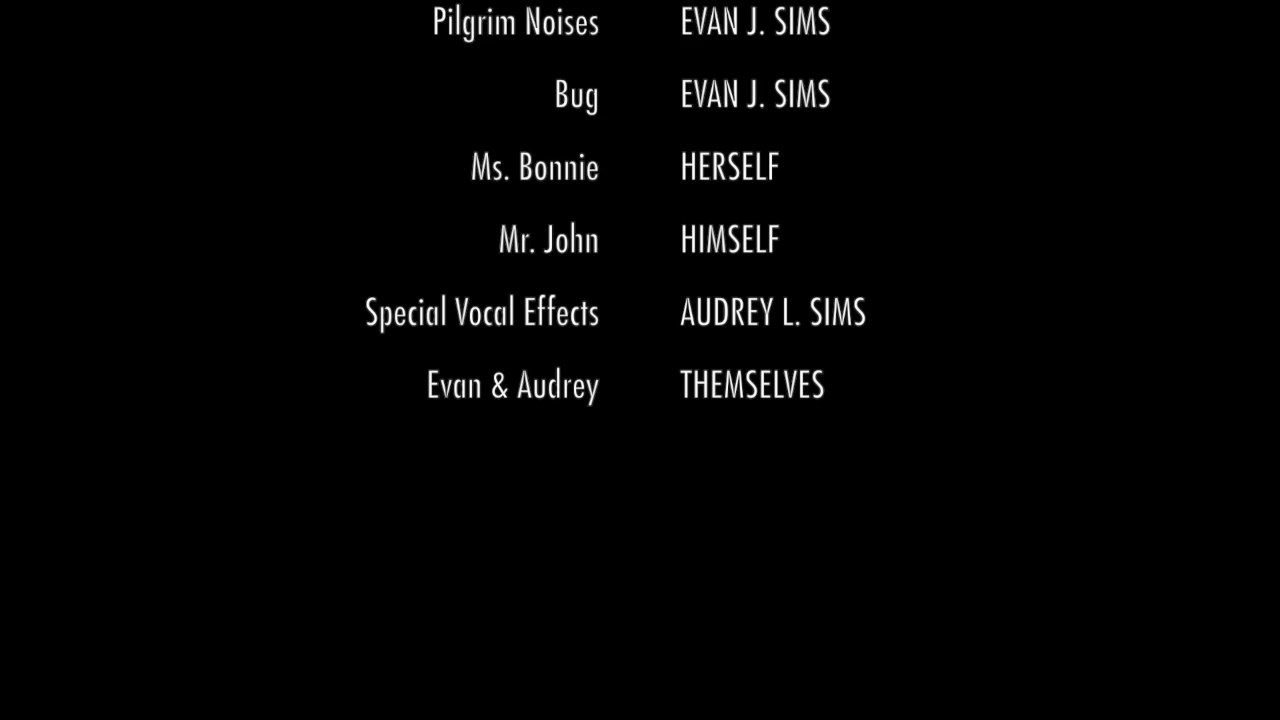 Pilgrim Noises EVAN J. SIMS
Bug EVAN J. SIMS
Ms. Bonnie HERSELF
Mr. John HIMSELF
Special Vocal Effects AUDREY L. SIMS
Evan & Audrey THEMSELVES